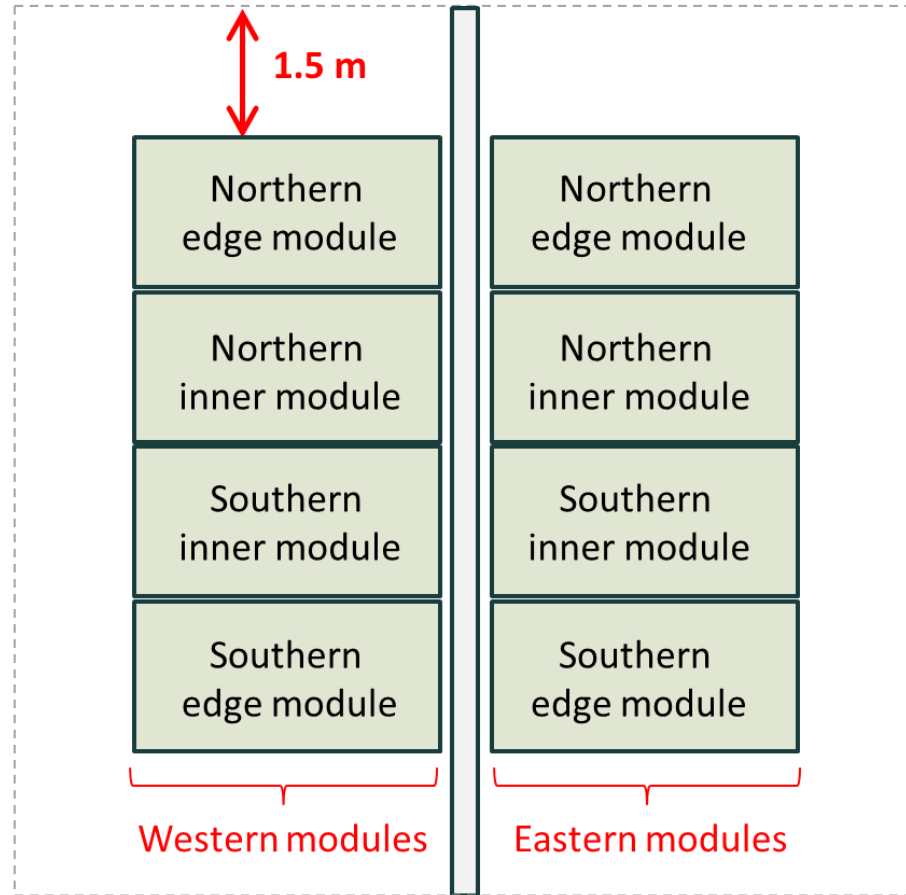 1.5 m
Northern
edge module
Northern
edge module
Northern
inner module
Northern
inner module
Southern
inner module
Southern
inner module
Southern
edge module
Southern
edge module
Western modules
Eastern modules